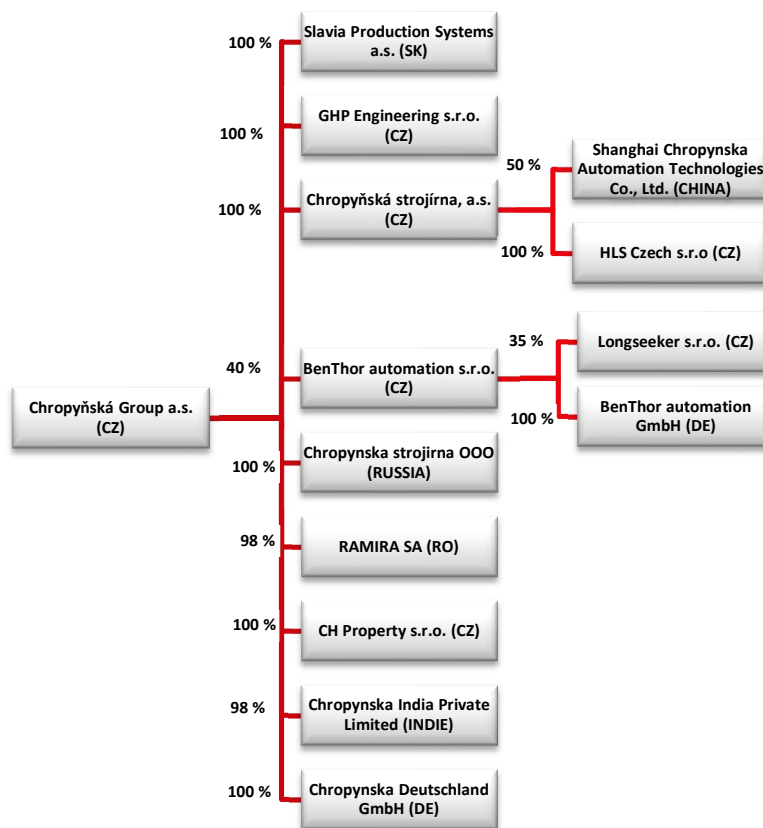 Slavia Production Systems
a.s. (SK)
100 %
GHP Engineering s.r.o.
(CZ)
100 %
Chropyňská strojírna, a.s.
(CZ)
100 %
Shanghai Chropynska
Automation Technologies
Co., Ltd. (CHINA)
50 %
HLS Czech s.r.o (CZ)
100 %
BenThor automation s.r.o.
(CZ)
40 %
Longseeker s.r.o. (CZ)
35 %
BenThor automation
GmbH (DE)
100 %
Chropyňská Group a.s.
(CZ)
Chropynska strojirna OOO
(RUSSIA)
100 %
RAMIRA SA (RO)
98 %
CH Property s.r.o. (CZ)
100 %
Chropynska India Private
Limited (INDIE)
98 %
Chropynska Deutschland
GmbH (DE)
100 %